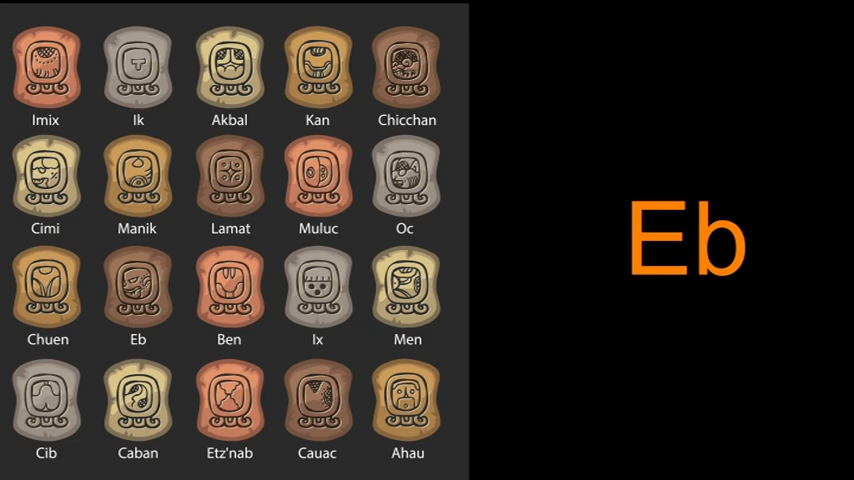 Imix Ik Akbal Kan Chicchan
Cimi Manik Lamat Muluc Oc
Chuen Eb Ben Ix Men
Cib Caban Etz'nab Cauac Ahau
Eb